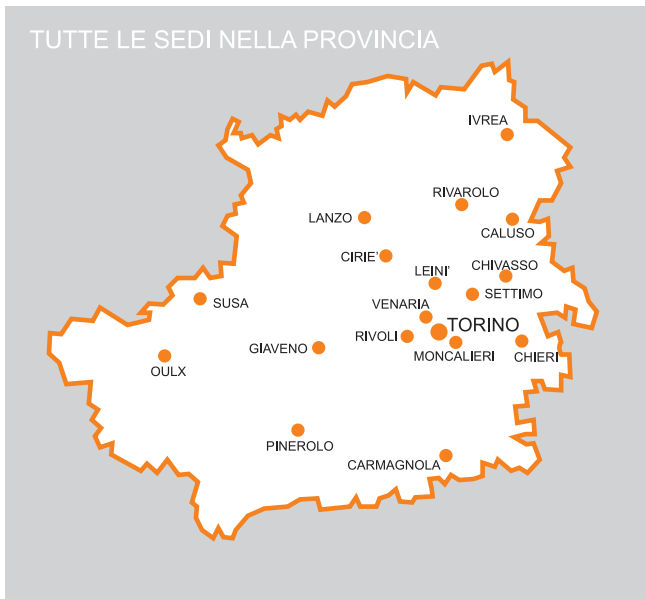 TUTTE LE SEDI NELLA PROVINCIA
IVREA
RIVAROLO
LANZO
CALUSO
CIRIE'
CHIVASSO
LEINI'
SETTIMO
SUSA
VENARIA
TORINO
RIVOLI
GIAVENO
MONCALIERI
CHIERI
OULX
PINEROLO
CARMAGNOLA